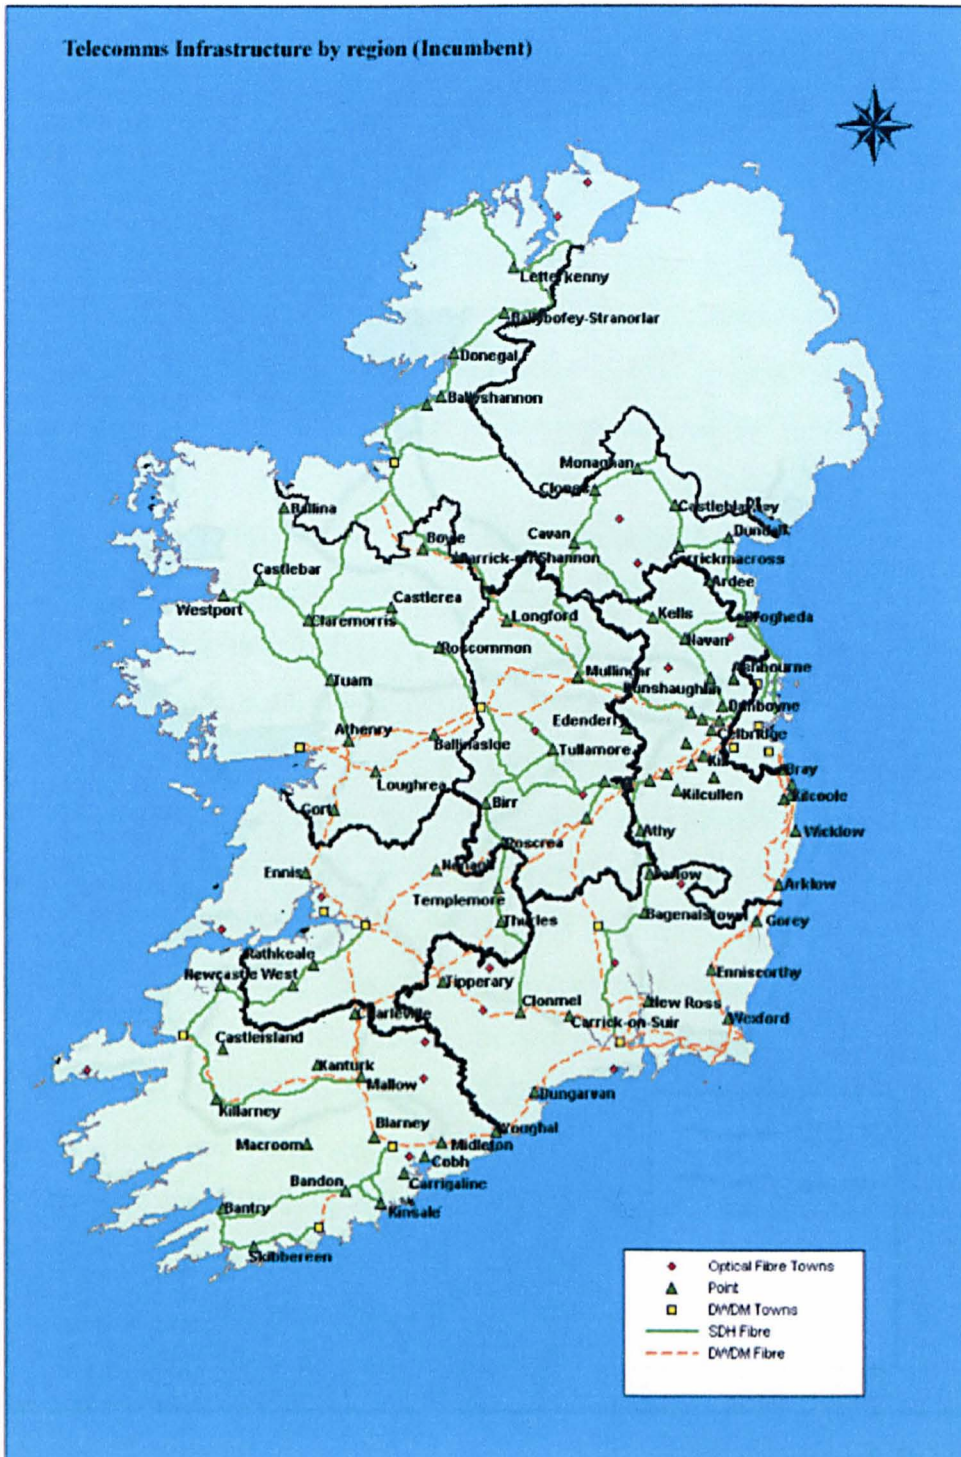 Telecomms Infrastructure by region (Incumbent)
Letterkenny
Ballybofey-Stranorlar
Donegal
Ballyshannon
Monaghan
Clones
Ballina
Cavan
Dundalk
Boyle
Carrick-on-Shannon
Carrickmacross
Castlebar
Ardee
Westport
Castlerea
Claremorris
Longford
Kells
Drogheda
Navan
Roscommon
Mullingar
Ashbourne
Tuam
Dunshaughlin
Dunboyne
Athenry
Edenderry
Celbridge
Ballinasloe
Tullamore
Loughrea
Bray
Kilcullen
Kilcoole
Gort
Birr
Athy
Wicklow
Roscrea
Ennis
Nenagh
Carlow
Arklow
Templemore
Bagenalstown
Thurles
Gorey
Rathkeale
Newcastle West
Tipperary
Enniscorthy
Clonmel
New Ross
Charleville
Carrick-on-Suir
Wexford
Castleisland
Kanturk
Mallow
Killarney
Dungarvan
Blarney
Youghal
Macroom
Midleton
Cobh
Bandon
Carrigaline
Bantry
Kinsale
Skibbereen
Optical Fibre Towns
Point
DWDM Towns
SDH Fibre
DWDM Fibre